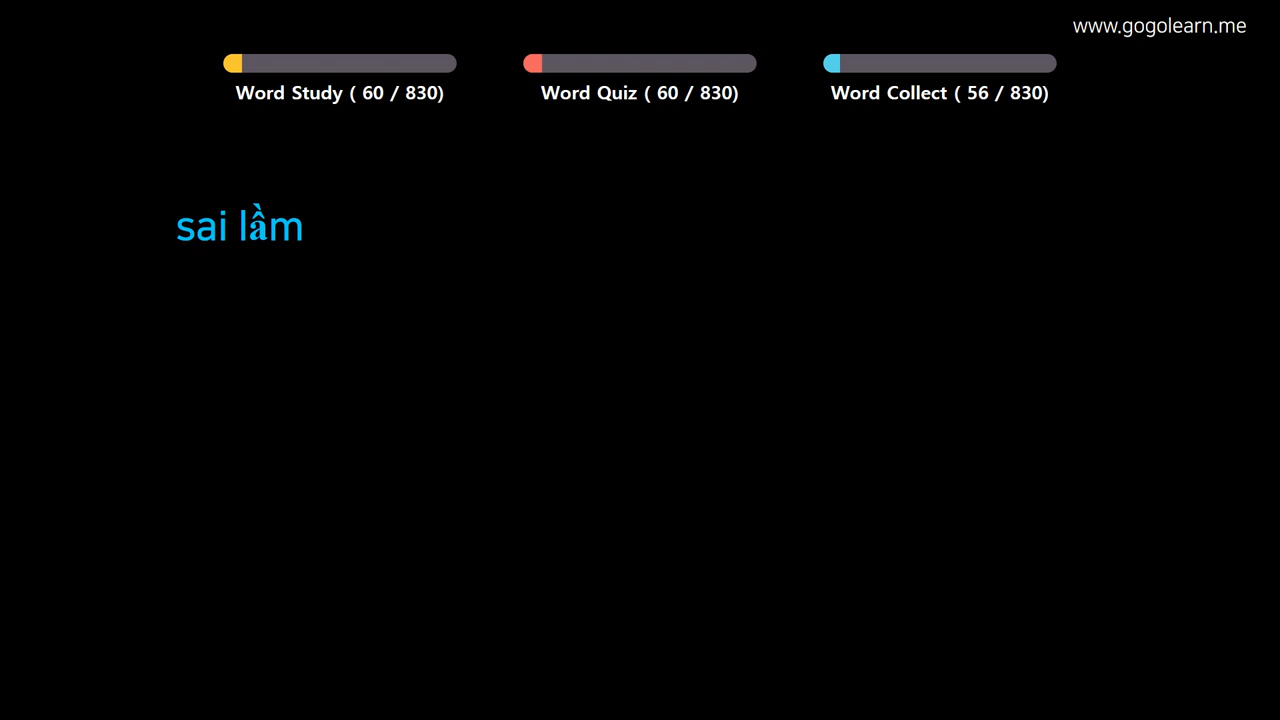 www.gogolearn.me
Word Study ( 60 / 830)
Word Quiz ( 60 / 830)
Word Collect ( 56 / 830)
sai lầm